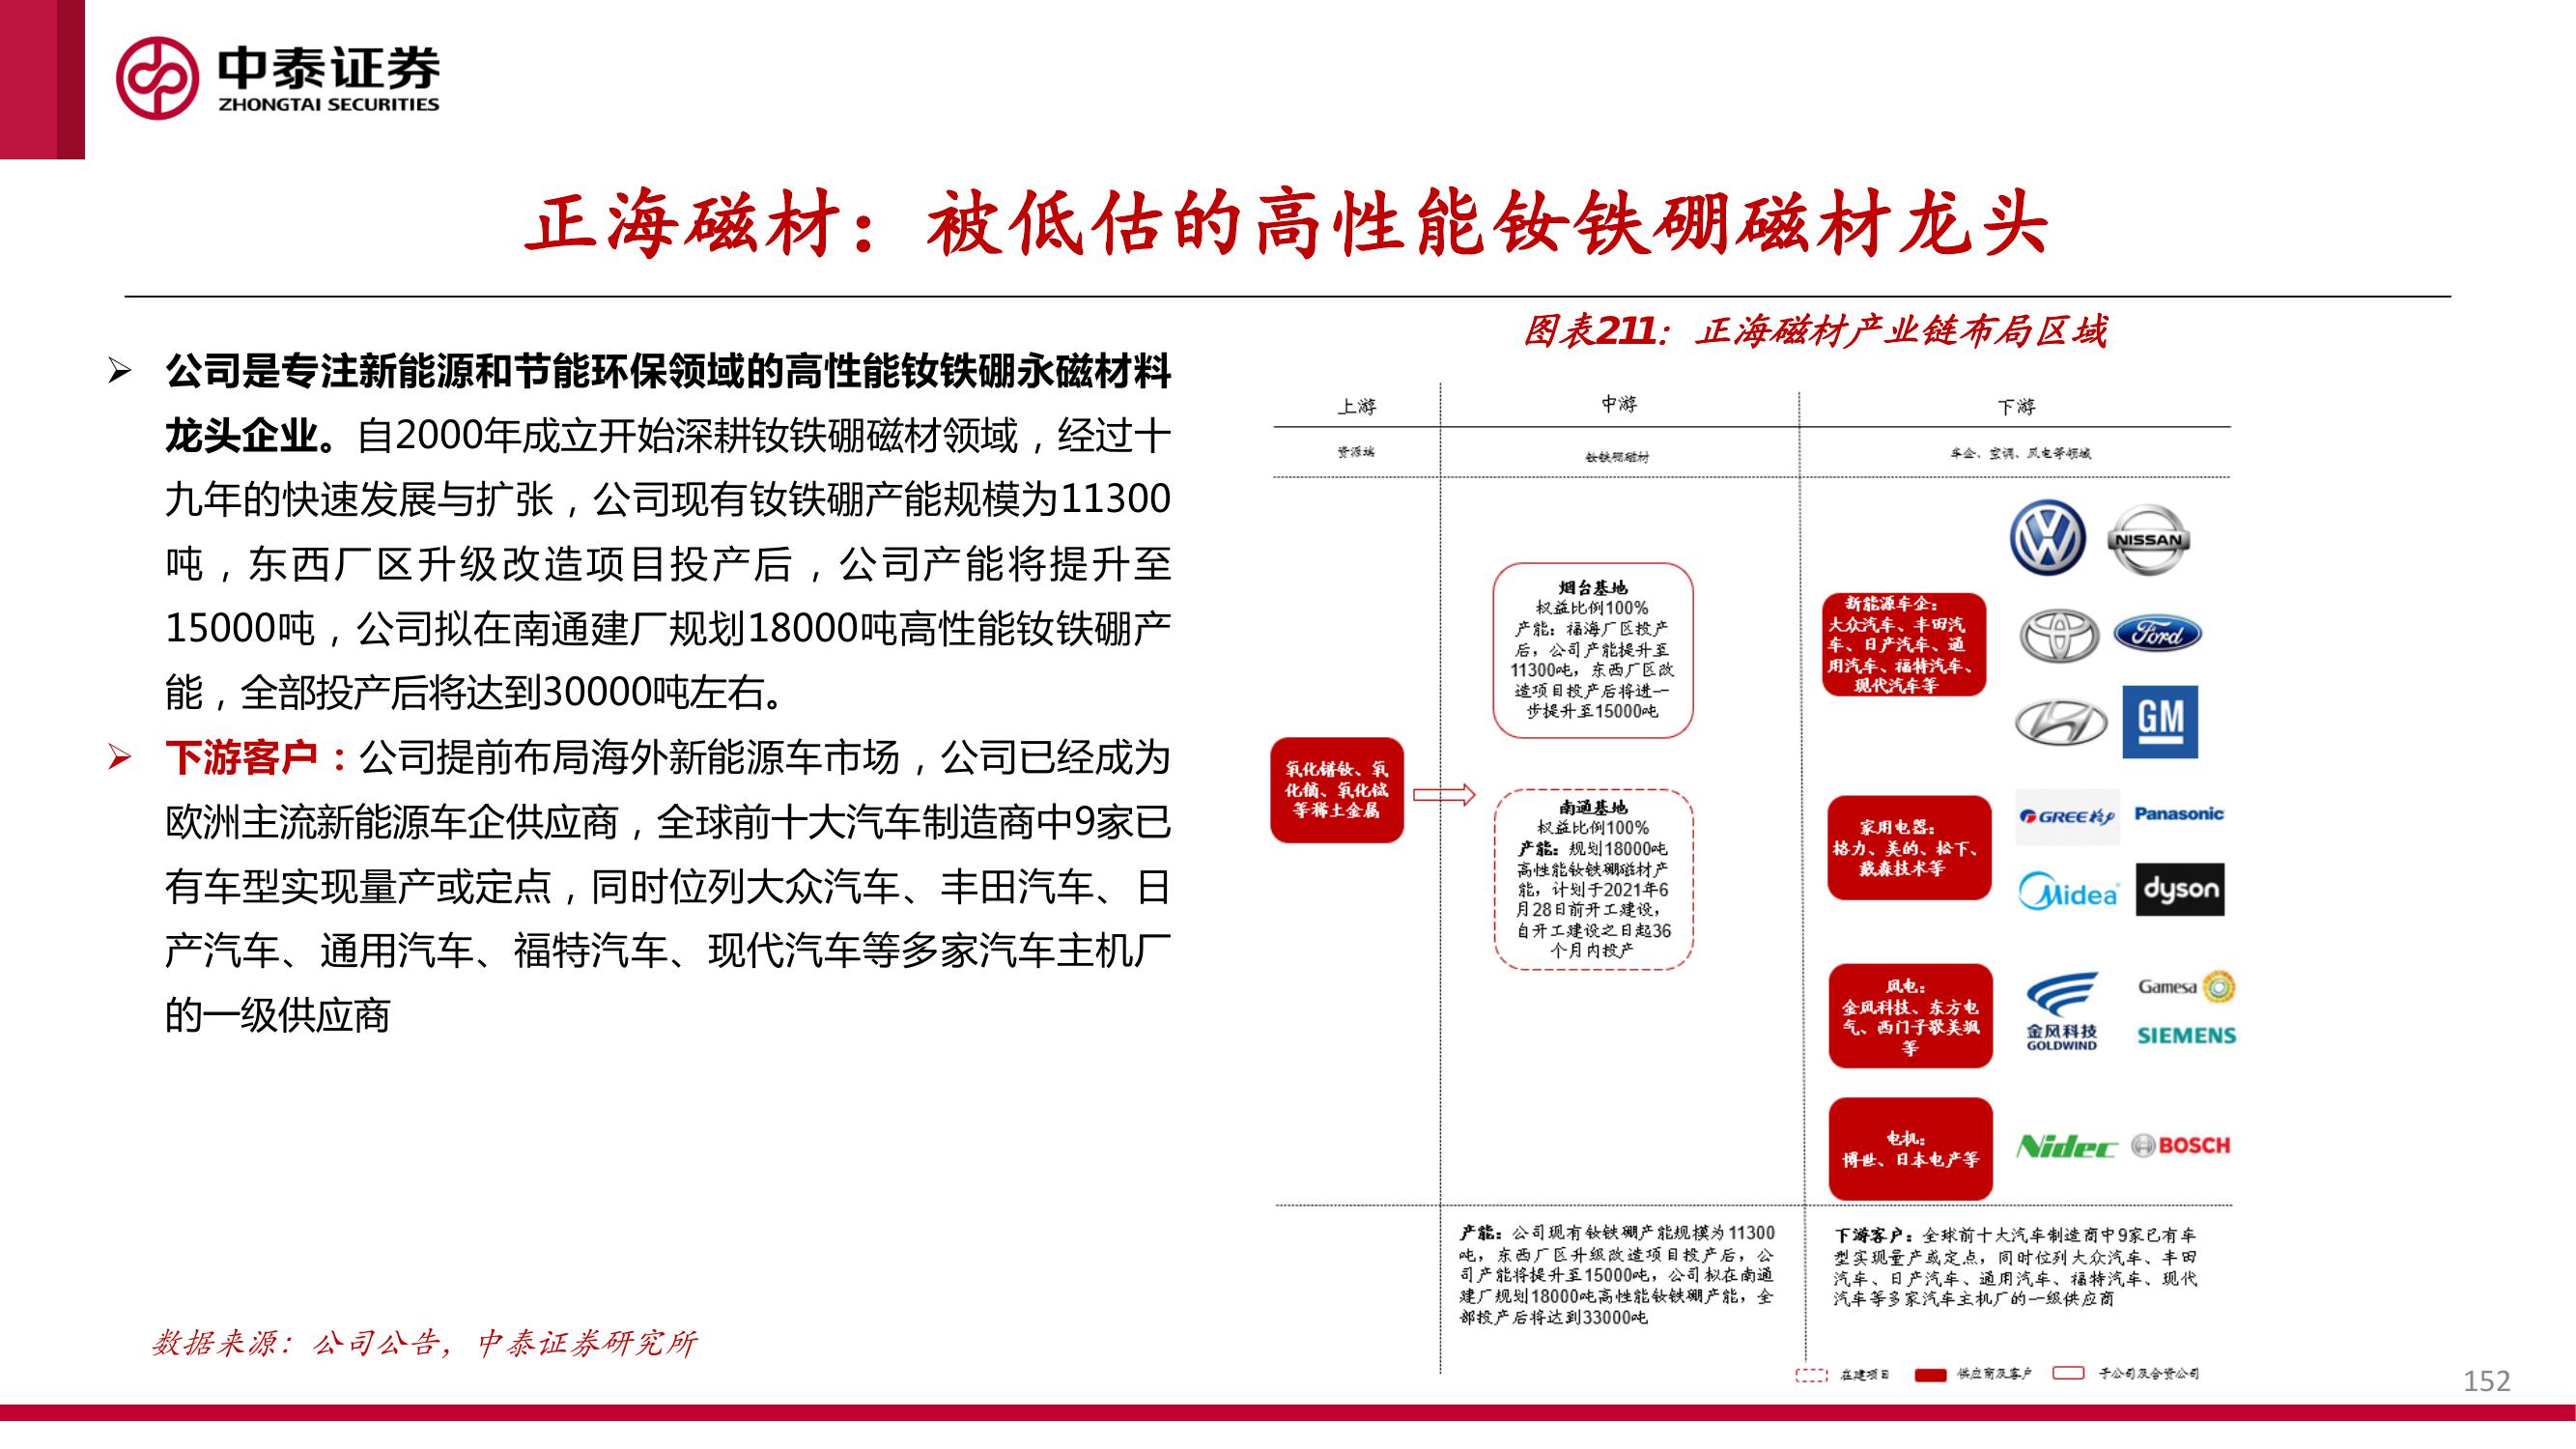 中泰证券
ZHONGTAI SECURITIES
正海磁材：被低估的高性能钕铁硼磁材龙头
公司是专注新能源和节能环保领域的高性能钕铁硼永磁材料
龙头企业。自2000年成立开始深耕钕铁硼磁材领域，经过十
九年的快速发展与扩张，公司现有钕铁硼产能规模为11300
吨，东西厂区升级改造项目投产后，公司产能将提升至
15000吨，公司拟在南通建厂规划18000吨高性能钕铁硼产
能，全部投产后将达到30000吨左右。
下游客户：公司提前布局海外新能源车市场，公司已经成为
欧洲主流新能源车企供应商，全球前十大汽车制造商中9家已
有车型实现量产或定点，同时位列大众汽车、丰田汽车、日
产汽车、通用汽车、福特汽车、现代汽车等多家汽车主机厂
的一级供应商
数据来源：公司公告，中泰证券研究所
图表211：正海磁材产业链布局区域
上游
中游
下游
资源端
钕铁硼磁材
车企、空调、风电等领域
氧化镨钕、氧
化镝、氧化铽
等稀土金属
烟台基地
权益比例100%
产能：福海厂区投产
后，公司产能提升至
11300吨，东西厂区改
造项目投产后将进一
步提升至15000吨
南通基地
权益比例100%
产能：规划18000吨
高性能钕铁硼磁材产
能，计划于2021年6
月28日前开工建设，
自开工建设之日起36
个月内投产
新能源车企：
大众汽车、丰田汽
车、日产汽车、通
用汽车、福特汽车、
现代汽车等
NISSAN
Ford
GM
家用电器：
格力、美的、松下、
戴森技术等
GREE格力
Panasonic
Midea
dyson
风电：
金风科技、东方电
气、西门子歌美飒
等
金风科技
GOLDWIND
Gamesa
SIEMENS
电机：
博世、日本电产等
Nidec
BOSCH
产能：公司现有钕铁硼产能规模为11300
吨，东西厂区升级改造项目投产后，公
司产能将提升至15000吨，公司拟在南通
建厂规划18000吨高性能钕铁硼产能，全
部投产后将达到33000吨
下游客户：全球前十大汽车制造商中9家已有车
型实现量产或定点，同时位列大众汽车、丰田
汽车、日产汽车、通用汽车、福特汽车、现代
汽车等多家汽车主机厂的一级供应商
在建项目
供应商及客户
子公司及合资公司
152